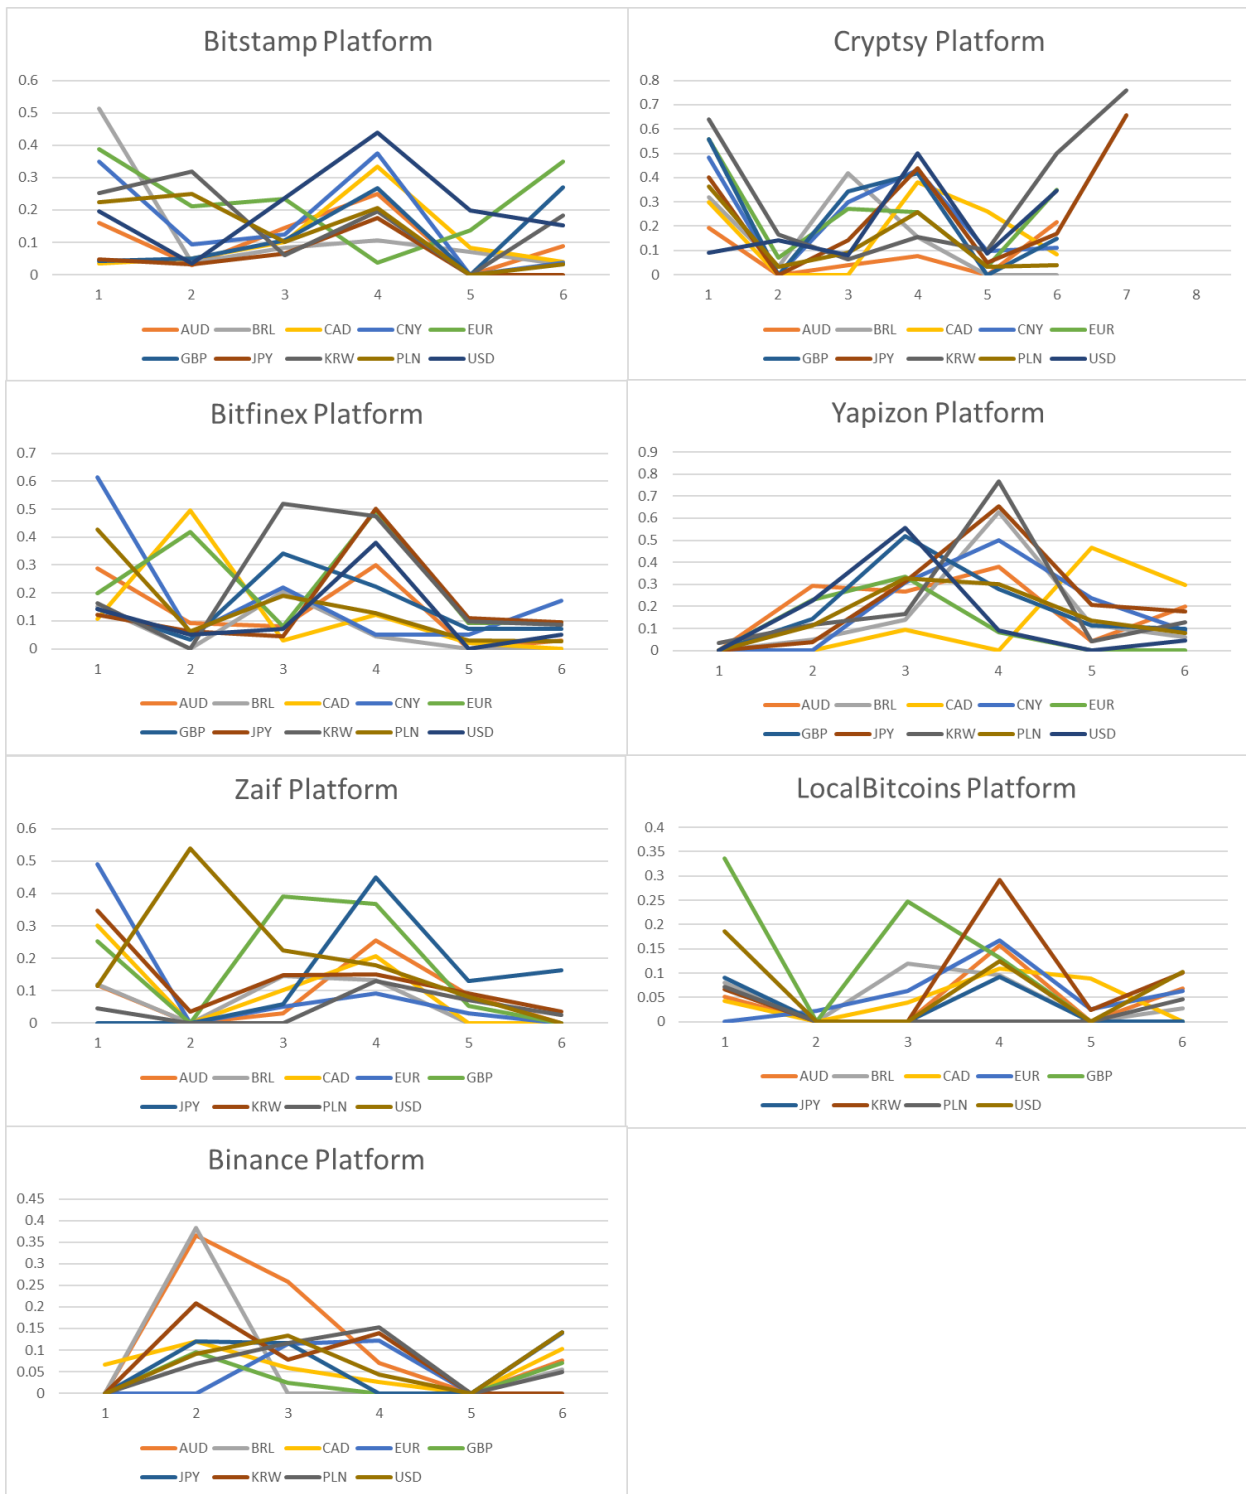 Bitstamp Platform
0.6
0.5
0.4
0.3
0.2
0.1
0
1 2 3 4 5 6
AUD BRL CAD CNY EUR
GBP JPY KRW PLN USD
Cryptsy Platform
0.8
0.7
0.6
0.5
0.4
0.3
0.2
0.1
0
1 2 3 4 5 6 7 8
AUD BRL CAD CNY EUR
GBP JPY KRW PLN USD
Bitfinex Platform
0.7
0.6
0.5
0.4
0.3
0.2
0.1
0
1 2 3 4 5 6
AUD BRL CAD CNY EUR
GBP JPY KRW PLN USD
Yapizon Platform
0.9
0.8
0.7
0.6
0.5
0.4
0.3
0.2
0.1
0
1 2 3 4 5 6
AUD BRL CAD CNY EUR
GBP JPY KRW PLN USD
Zaif Platform
0.6
0.5
0.4
0.3
0.2
0.1
0
1 2 3 4 5 6
AUD BRL CAD EUR GBP
JPY KRW PLN USD
LocalBitcoins Platform
0.4
0.35
0.3
0.25
0.2
0.15
0.1
0.05
0
1 2 3 4 5 6
AUD BRL CAD EUR GBP
JPY KRW PLN USD
Binance Platform
0.45
0.4
0.35
0.3
0.25
0.2
0.15
0.1
0.05
0
1 2 3 4 5 6
AUD BRL CAD EUR GBP
JPY KRW PLN USD